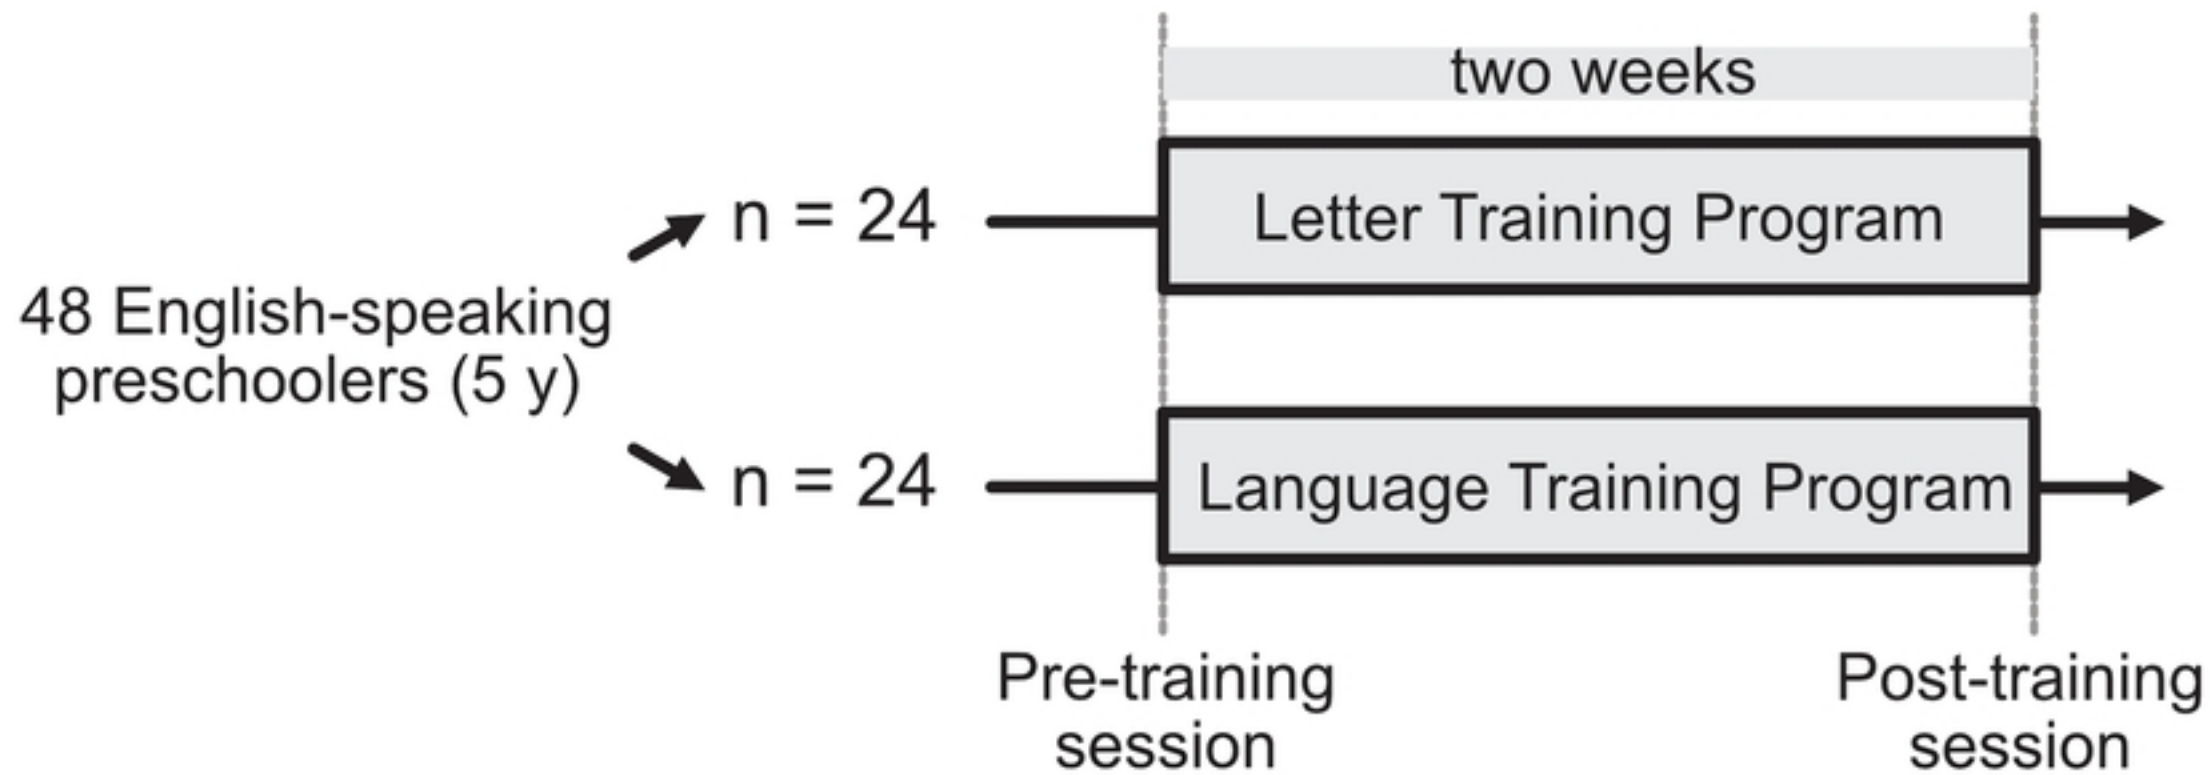 two weeks
n = 24
Letter Training Program
48 English-speaking
preschoolers (5 y)
n = 24
Language Training Program
Pre-training
session
Post-training
session